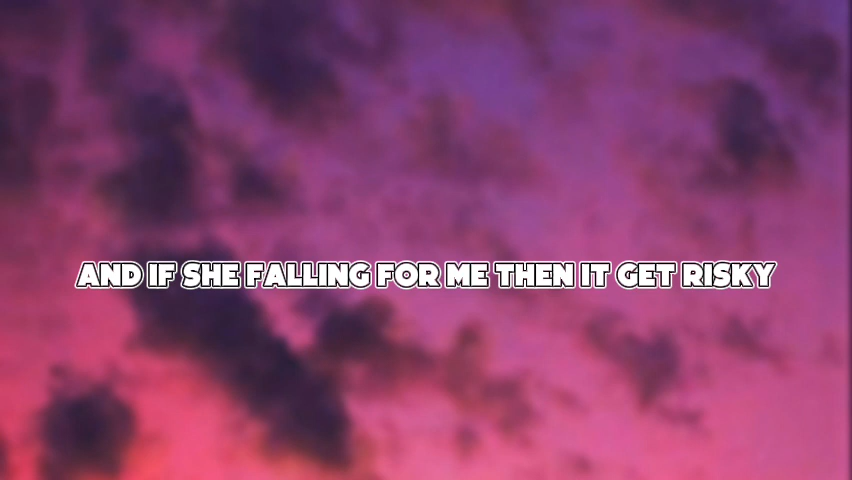 AND IF SHE FALLING FOR ME THEN IT GET RISKY